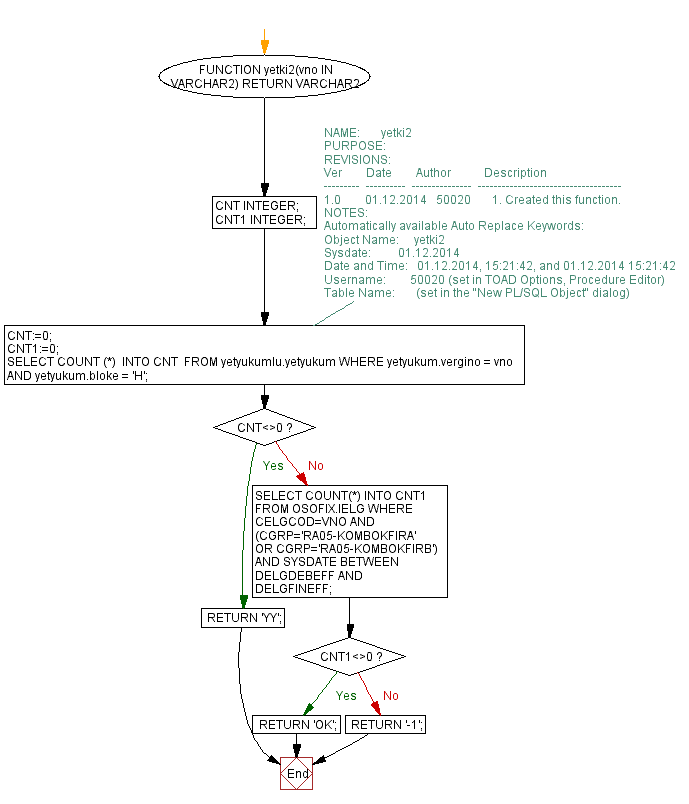 FUNCTION yetki2(vno IN
VARCHAR2) RETURN VARCHAR2
NAME: yetki2
PURPOSE:
REVISIONS:
Ver Date Author Description
--------- ---------- --------------- ------------------------------------
1.0 01.12.2014 50020 1. Created this function.
NOTES:
Automatically available Auto Replace Keywords:
Object Name: yetki2
Sysdate: 01.12.2014
Date and Time: 01.12.2014, 15:21:42, and 01.12.2014 15:21:42
Username: 50020 (set in TOAD Options, Procedure Editor)
Table Name: (set in the "New PL/SQL Object" dialog)
CNT INTEGER;
CNT1 INTEGER;
CNT:=0;
CNT1:=0;
SELECT COUNT (*) INTO CNT FROM yetyukumlu.yetyukum WHERE yetyukum.vergino = vno
AND yetyukum.bloke = 'H';
CNT<>0 ?
Yes
No
SELECT COUNT(*) INTO CNT1
FROM OSOFIX.IELG WHERE
CELGCOD=VNO AND
(CGRP='RA05-KOMBOKFIRA'
OR CGRP='RA05-KOMBOKFIRB')
AND SYSDATE BETWEEN
DELGDEBEFF AND
DELGFINEFF;
RETURN 'YY';
CNT1<>0 ?
Yes
No
RETURN 'OK';
RETURN '-1';
End